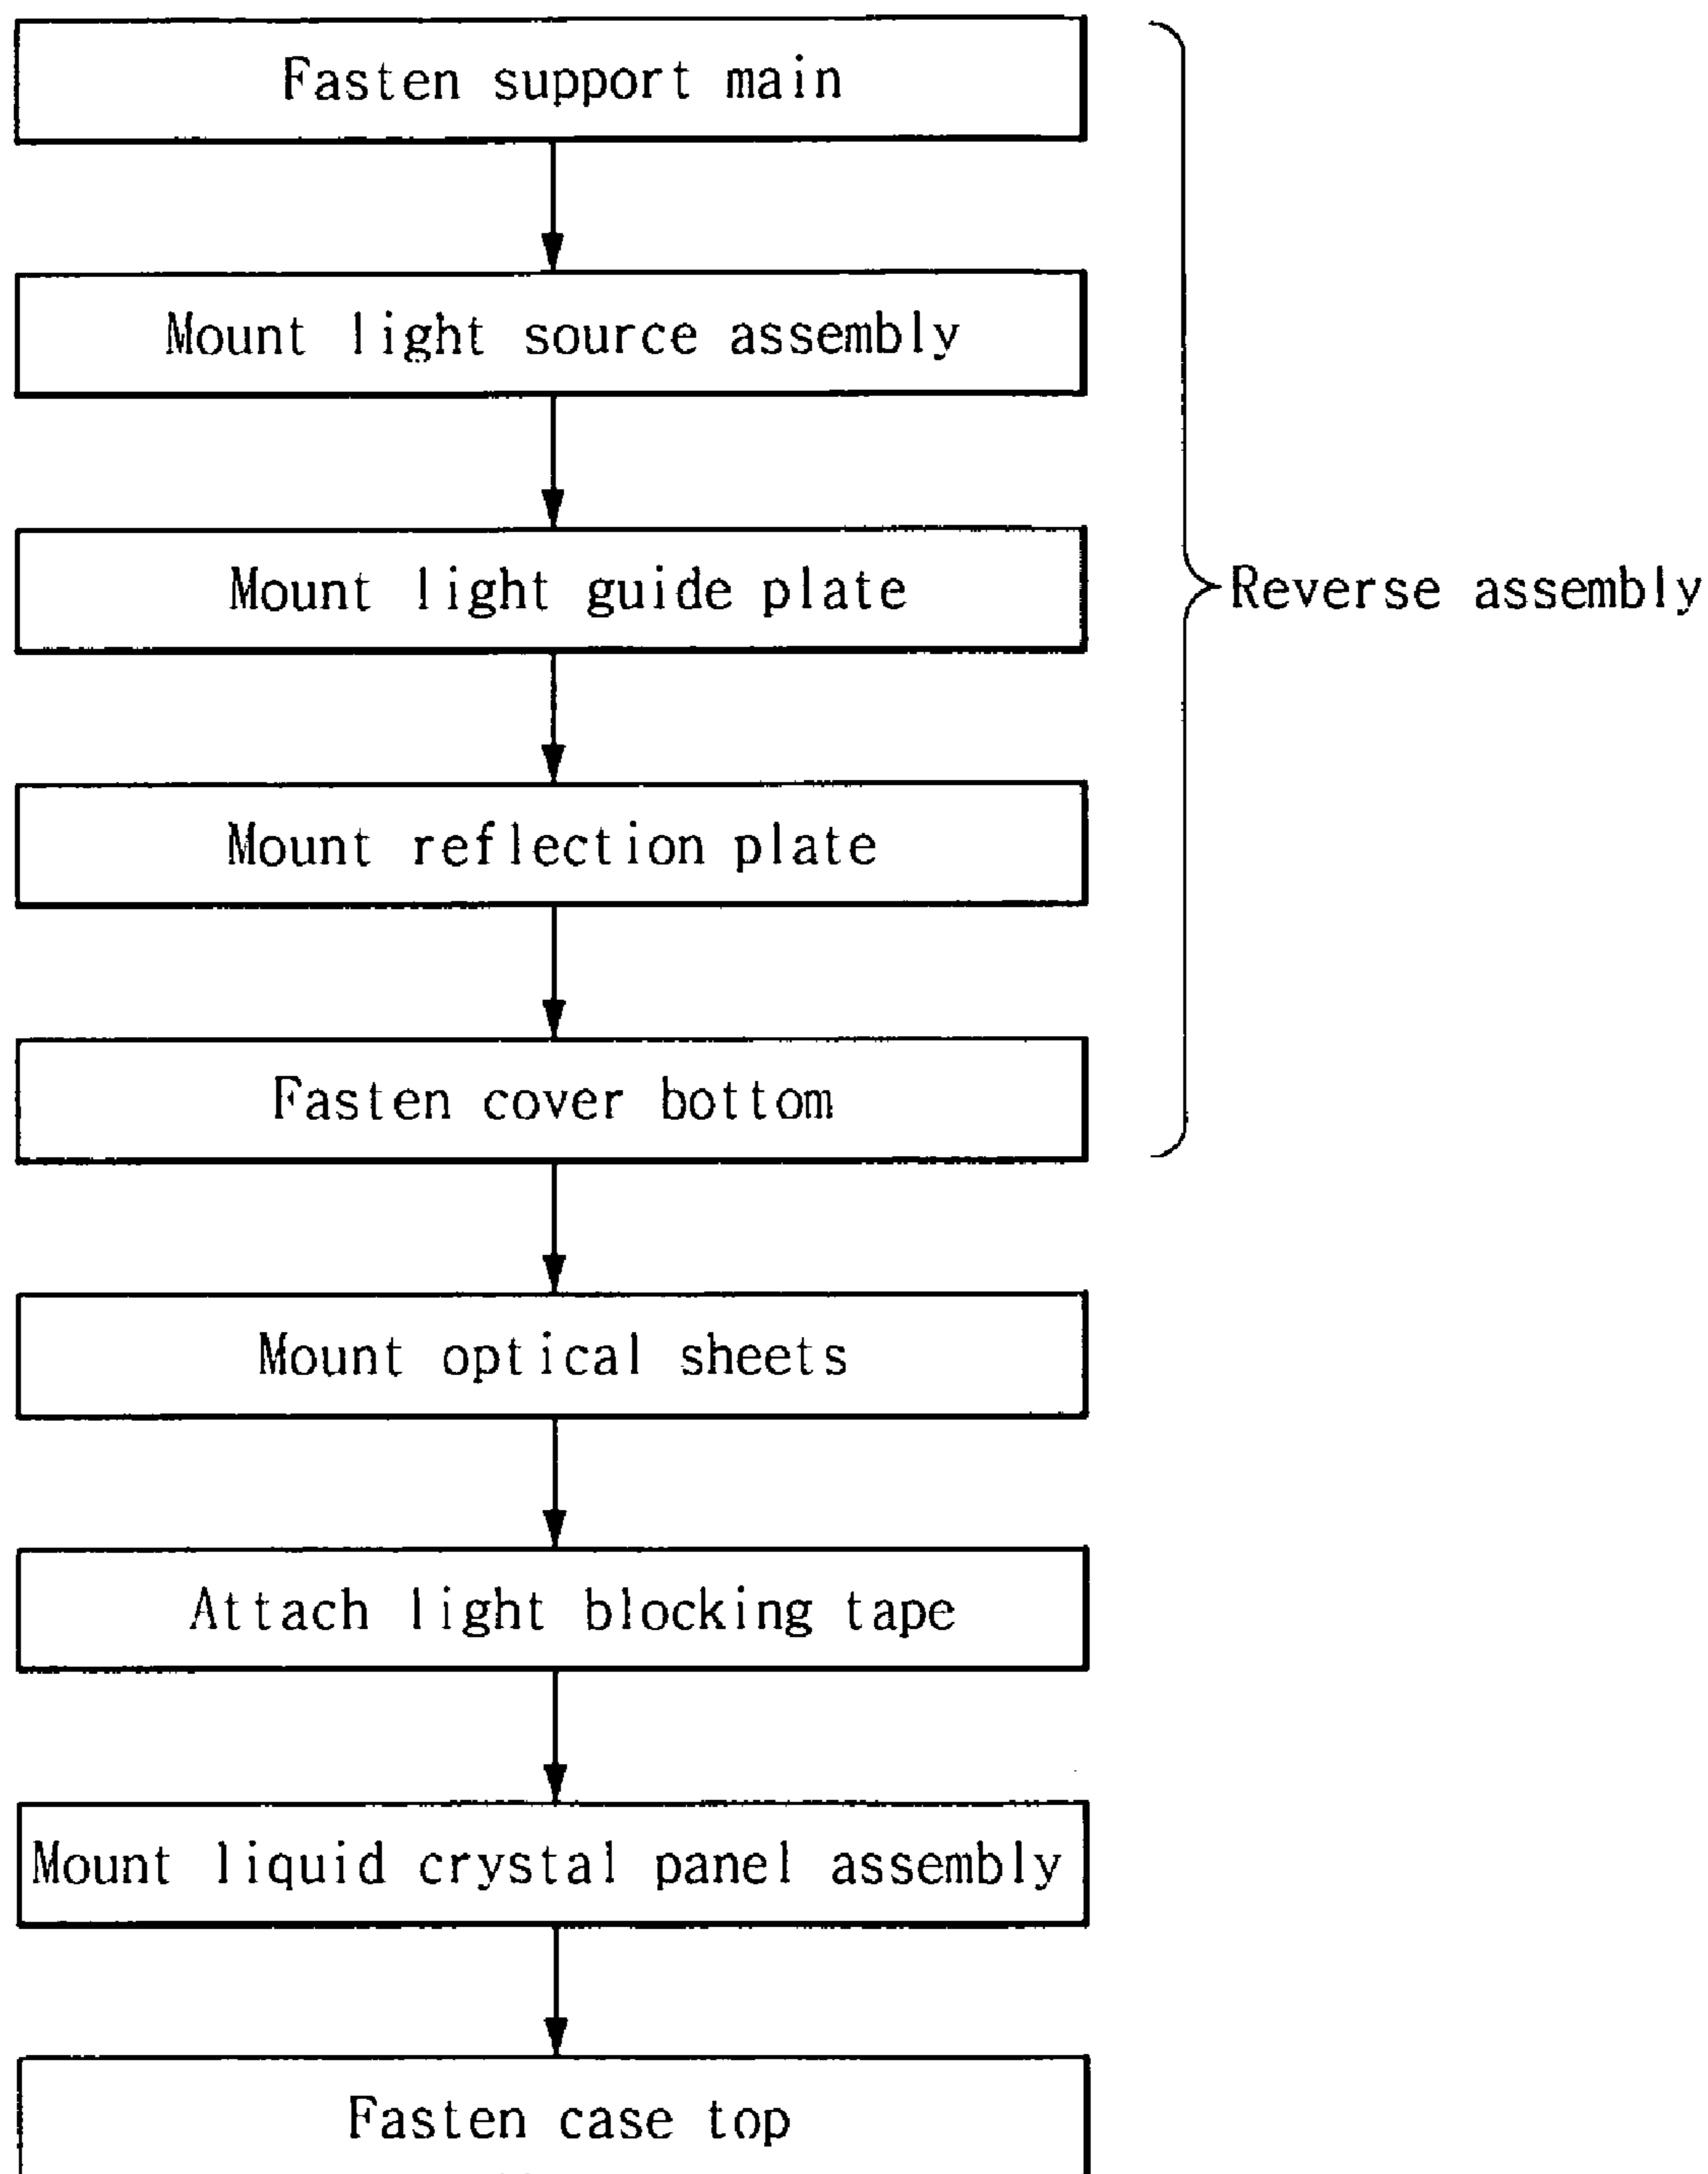 Fasten support main
Mount light source assembly
Mount light guide plate
Reverse assembly
Mount reflection plate
Fasten cover bottom
Mount optical sheets
Attach light blocking tape
Mount liquid crystal panel assembly
Fasten case top